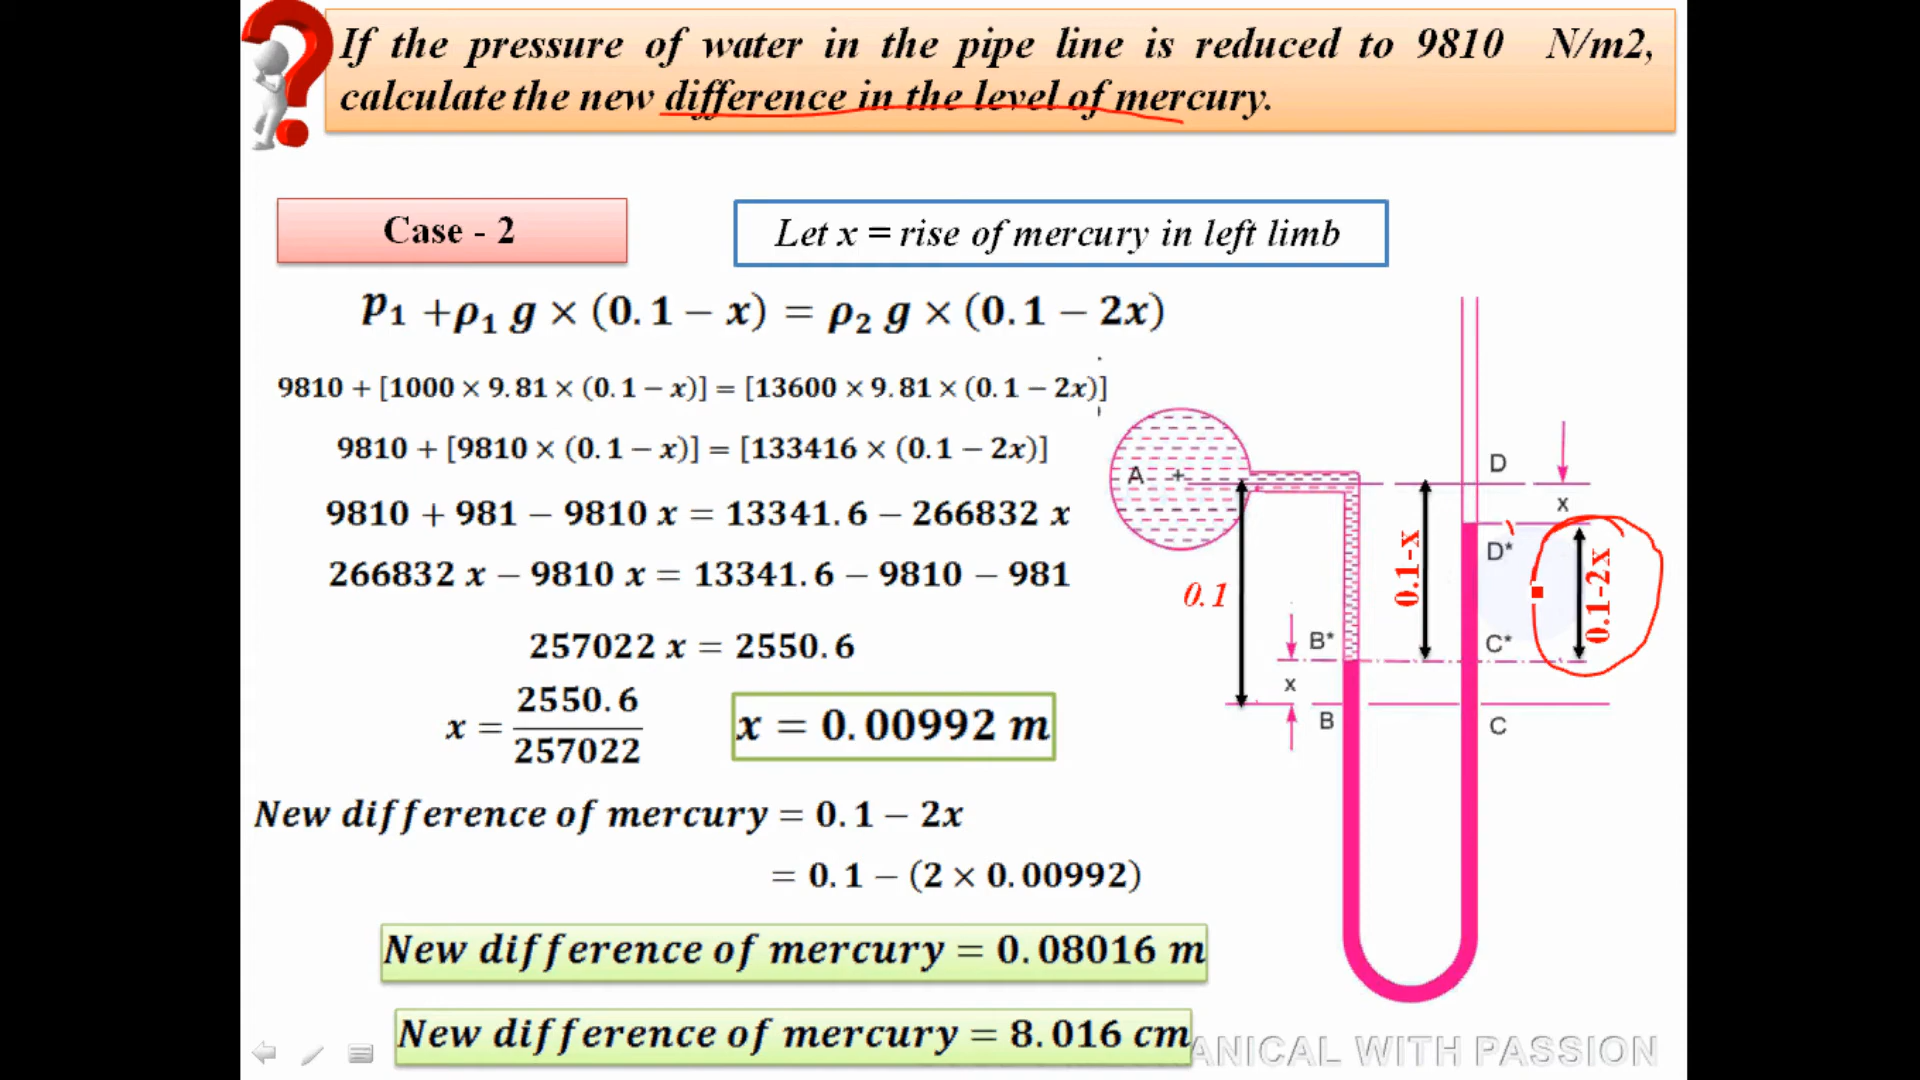 If the pressure of water in the pipe line is reduced to 9810 N/m2,
calculate the new difference in the level of mercury.
Case - 2
Let x = rise of mercury in left limb
p₁ +ρ₁ g × (0.1 − x) = ρ₂ g × (0.1 − 2x)
9810 + [1000 × 9.81 × (0.1 − x)] = [13600 × 9.81 × (0.1 − 2x)]
9810 + [9810 × (0.1 − x)] = [133416 × (0.1 − 2x)]
9810 + 981 − 9810 x = 13341.6 − 266832 x
266832 x − 9810 x = 13341.6 − 9810 − 981
257022 x = 2550.6
x = 2550.6 / 257022
x = 0.00992 m
New difference of mercury = 0.1 − 2x
= 0.1 − (2 × 0.00992)
New difference of mercury = 0.08016 m
New difference of mercury = 8.016 cm
A
D
x
D*
0.1-x
0.1-2x
0.1
B*
C*
x
B
C
ANICAL WITH PASSION